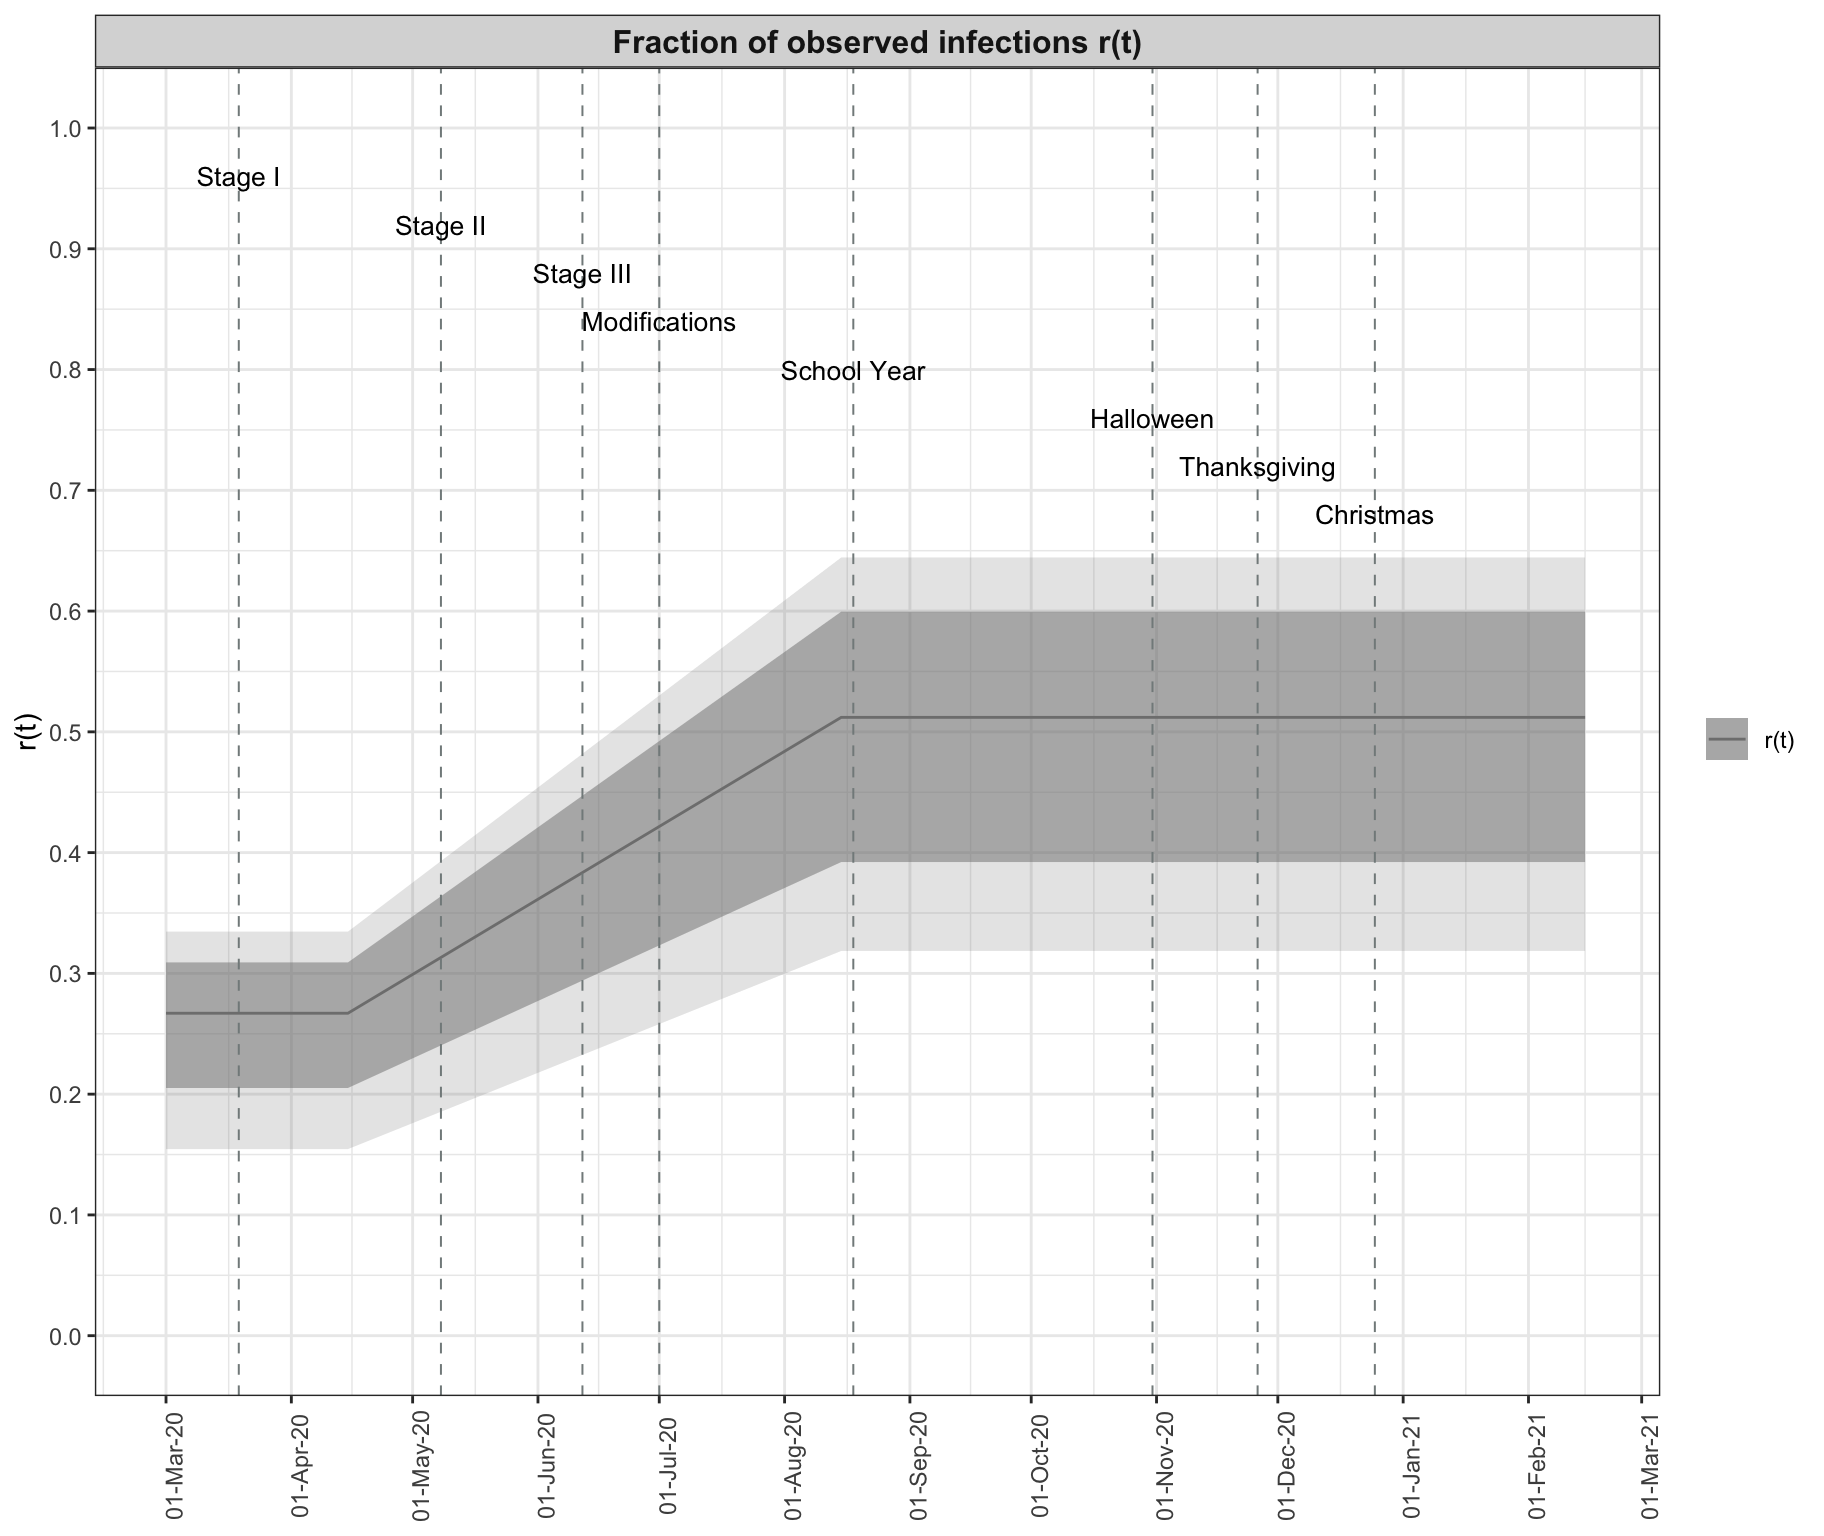 Fraction of observed infections r(t)
1.0
0.9
0.8
0.7
0.6
0.5
0.4
0.3
0.2
0.1
0.0
r(t)
Stage I
Stage II
Stage III
Modifications
School Year
Halloween
Thanksgiving
Christmas
r(t)
01-Mar-20
01-Apr-20
01-May-20
01-Jun-20
01-Jul-20
01-Aug-20
01-Sep-20
01-Oct-20
01-Nov-20
01-Dec-20
01-Jan-21
01-Feb-21
01-Mar-21